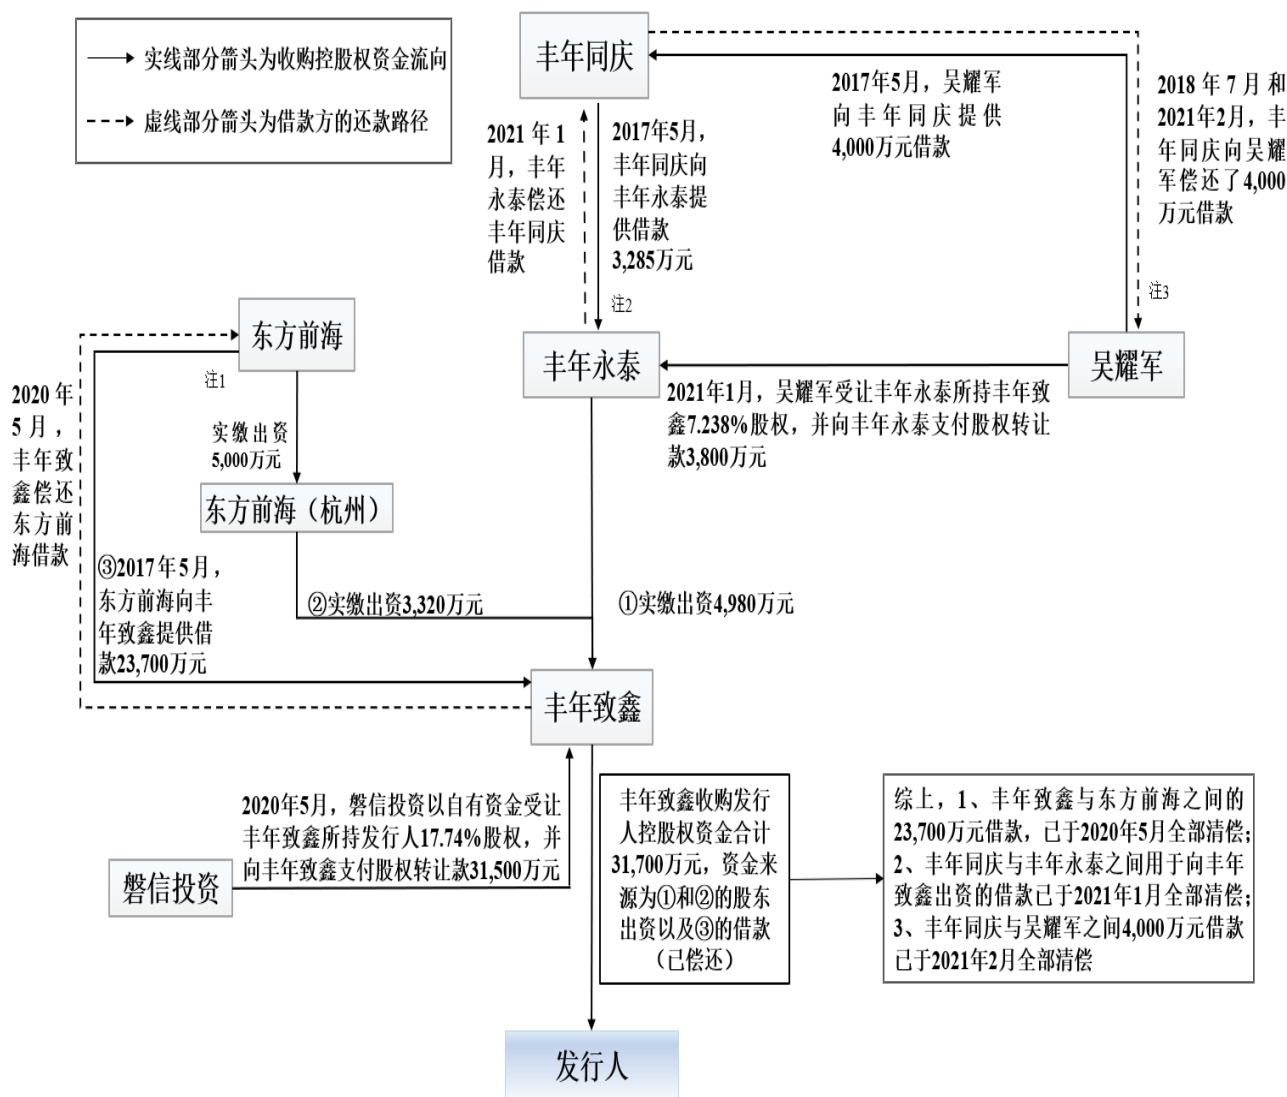 实线部分箭头为收购控股权资金流向
虚线部分箭头为借款方的还款路径
丰年同庆
2017年5月，吴耀军
向丰年同庆提供
4,000万元借款
2018年7月和
2021年2月，丰
年同庆向吴耀
军偿还了4,000
万元借款
2021年1
月，丰年
永泰偿还
丰年同庆
借款
2017年5月，
丰年同庆向
丰年永泰提
供借款
3,285万元
注2
注3
东方前海
注1
丰年永泰
吴耀军
2021年1月，吴耀军受让丰年永泰所持丰年致
鑫7.238%股权，并向丰年永泰支付股权转让
款3,800万元
2020年
5月，
丰年致
鑫偿还
东方前
海借款
实缴出资
5,000万元
东方前海（杭州）
③2017年5月，
东方前海向丰
年致鑫提供借
款23,700万元
②实缴出资3,320万元
①实缴出资4,980万元
丰年致鑫
2020年5月，磐信投资以自有资金受让
丰年致鑫所持发行人17.74%股权，并
向丰年致鑫支付股权转让款31,500万元
磐信投资
丰年致鑫收购发行
人控股权资金合计
31,700万元，资金来
源为①和②的股东
出资以及③的借款
（已偿还）
综上，1、丰年致鑫与东方前海之间的
23,700万元借款，已于2020年5月全部清偿；
2、丰年同庆与丰年永泰之间用于向丰年
致鑫出资的借款已于2021年1月全部清偿；
3、丰年同庆与吴耀军之间4,000万元借款
已于2021年2月全部清偿
发行人